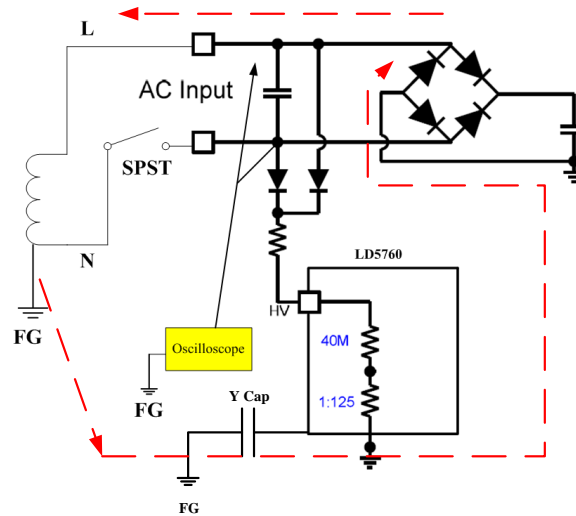 L
AC Input
SPST
N
LD5760
FG
HV
40M
Oscilloscope
1:125
FG
Y Cap
FG